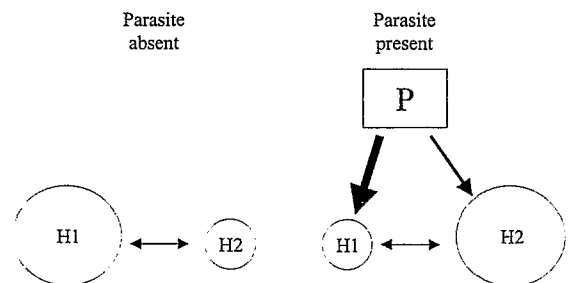 Parasite
absent
Parasite
present
P
H1
H2
H1
H2